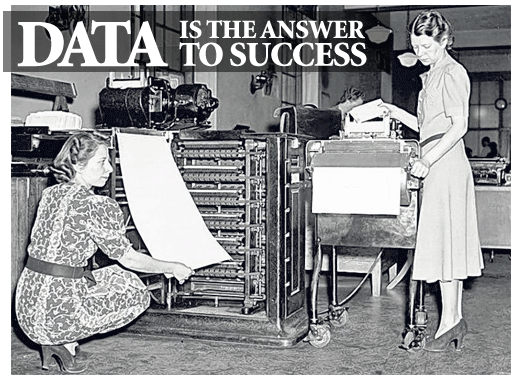 DATA IS THE ANSWER
TO SUCCESS